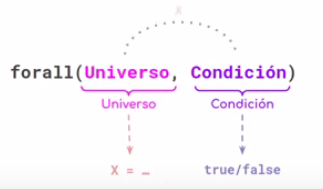 X
forall(Universo, Condición)
Universo Condición
X = … true/false